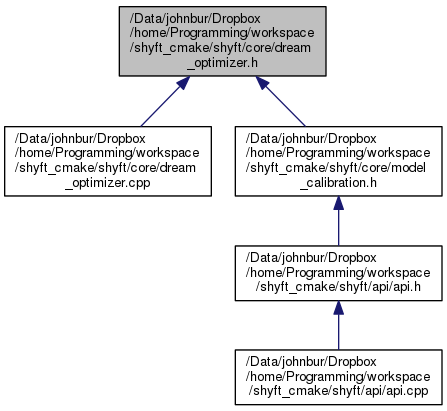 /Data/johnbur/Dropbox
/home/Programming/workspace
/shyft_cmake/shyft/core/dream
_optimizer.h
/Data/johnbur/Dropbox
/home/Programming/workspace
/shyft_cmake/shyft/core/dream
_optimizer.cpp
/Data/johnbur/Dropbox
/home/Programming/workspace
/shyft_cmake/shyft/core/model
_calibration.h
/Data/johnbur/Dropbox
/home/Programming/workspace
/shyft_cmake/shyft/api/api.h
/Data/johnbur/Dropbox
/home/Programming/workspace
/shyft_cmake/shyft/api/api.cpp